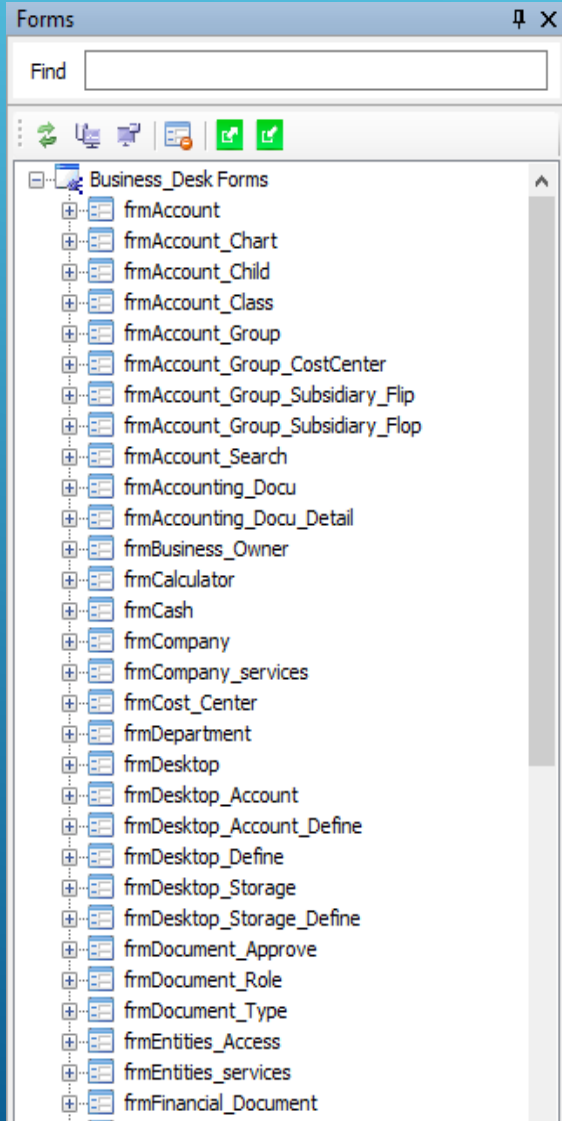 Forms
Find
Business_Desk Forms
frmAccount
frmAccount_Chart
frmAccount_Child
frmAccount_Class
frmAccount_Group
frmAccount_Group_CostCenter
frmAccount_Group_Subsidiary_Flip
frmAccount_Group_Subsidiary_Flop
frmAccount_Search
frmAccounting_Docu
frmAccounting_Docu_Detail
frmBusiness_Owner
frmCalculator
frmCash
frmCompany
frmCompany_services
frmCost_Center
frmDepartment
frmDesktop
frmDesktop_Account
frmDesktop_Account_Define
frmDesktop_Define
frmDesktop_Storage
frmDesktop_Storage_Define
frmDocument_Approve
frmDocument_Role
frmDocument_Type
frmEntities_Access
frmEntities_services
frmFinancial_Document